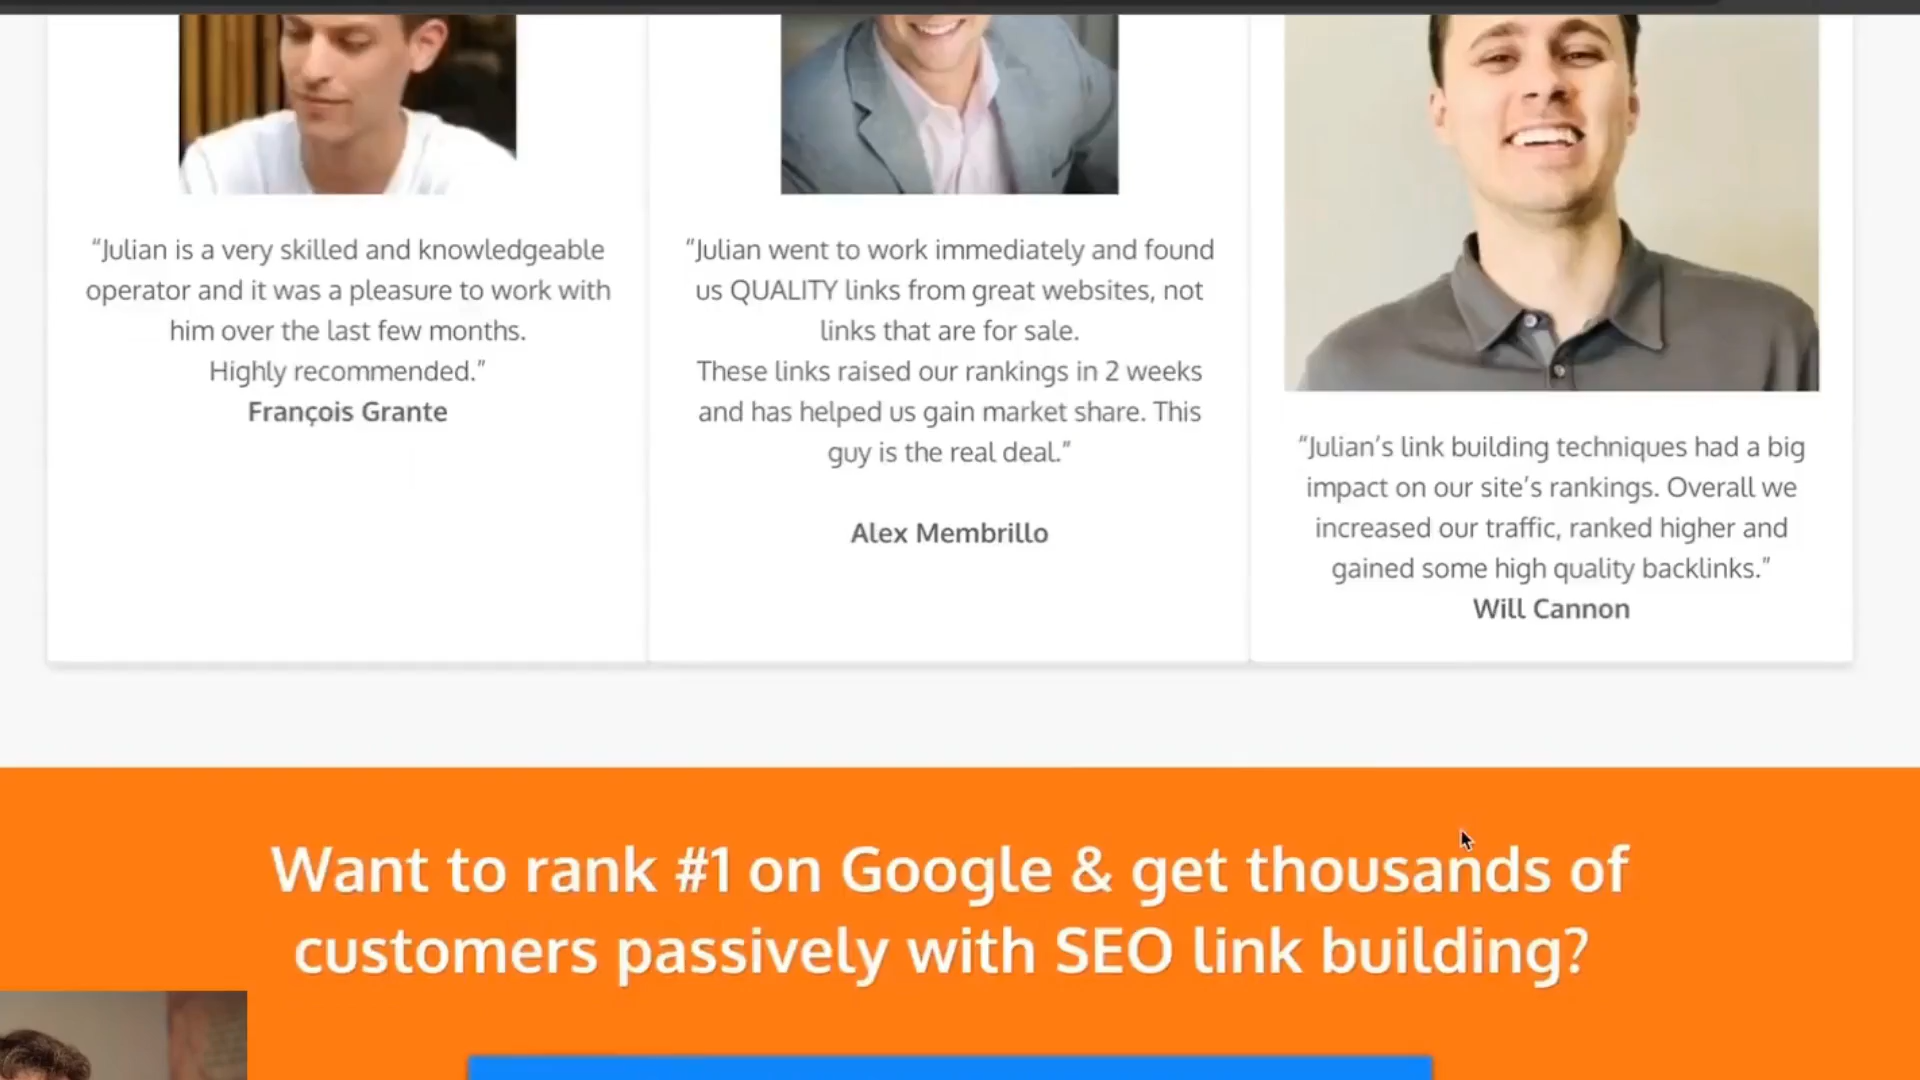 “Julian is a very skilled and knowledgeable
operator and it was a pleasure to work with
him over the last few months.
Highly recommended.”
François Grante
“Julian went to work immediately and found
us QUALITY links from great websites, not
links that are for sale.
These links raised our rankings in 2 weeks
and has helped us gain market share. This
guy is the real deal.”
Alex Membrillo
“Julian’s link building techniques had a big
impact on our site’s rankings. Overall we
increased our traffic, ranked higher and
gained some high quality backlinks.”
Will Cannon
Want to rank #1 on Google & get thousands of
customers passively with SEO link building?